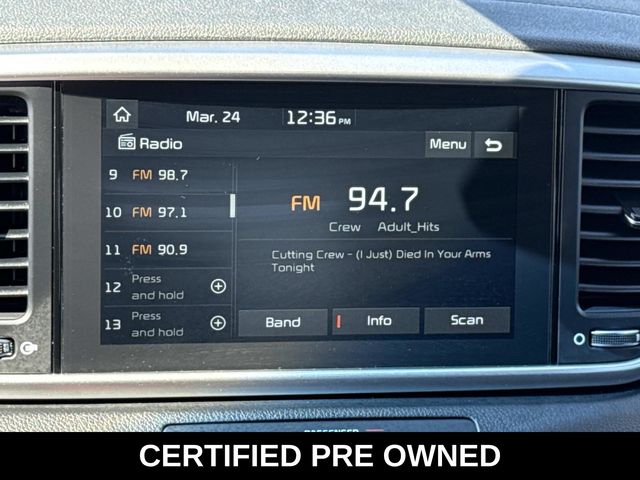 Mar. 24 12:36 PM
Radio Menu
9 FM 98.7
10 FM 97.1
11 FM 90.9
12 Press and hold
13 Press and hold
FM 94.7
Crew Adult_Hits
Cutting Crew - (I Just) Died In Your Arms
Tonight
Band Info Scan
PASSENGER
CERTIFIED PRE OWNED